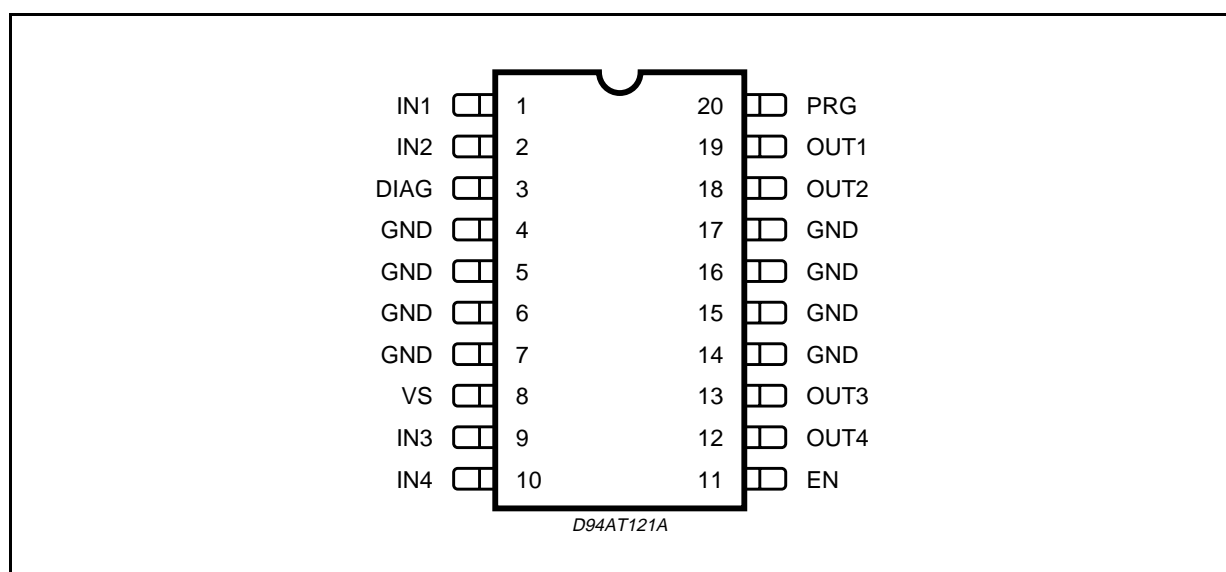 IN1 1 20 PRG
IN2 2 19 OUT1
DIAG 3 18 OUT2
GND 4 17 GND
GND 5 16 GND
GND 6 15 GND
GND 7 14 GND
VS 8 13 OUT3
IN3 9 12 OUT4
IN4 10 11 EN
D94AT121A